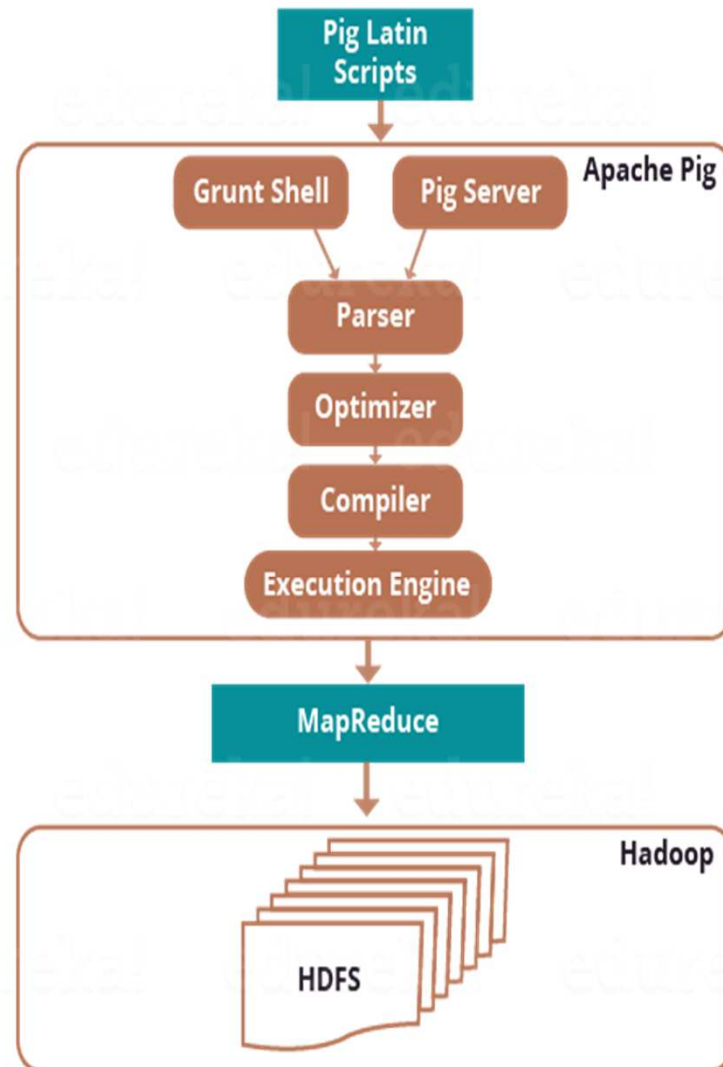 Pig Latin
Scripts
Apache Pig
Grunt Shell
Pig Server
Parser
Optimizer
Compiler
Execution Engine
MapReduce
Hadoop
HDFS